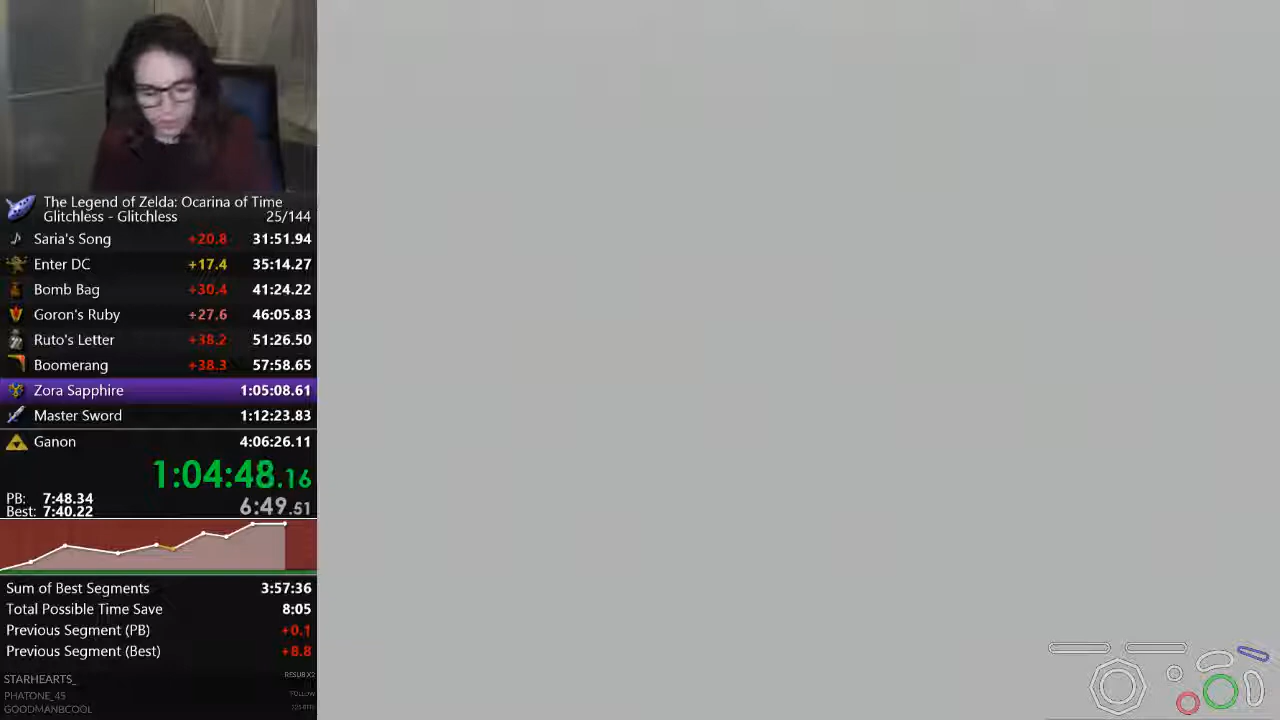 The Legend of Zelda: Ocarina of Time
Glitchless - Glitchless 25/144
Saria's Song +20.8 31:51.94
Enter DC +17.4 35:14.27
Bomb Bag +30.4 41:24.22
Goron's Ruby +27.6 46:05.83
Ruto's Letter +38.2 51:26.50
Boomerang +38.3 57:58.65
Zora Sapphire 1:05:08.61
Master Sword 1:12:23.83
Ganon 4:06:26.11
1:04:48.16
PB: 7:48.34
Best: 7:40.22 6:49.51
Sum of Best Segments 3:57:36
Total Possible Time Save 8:05
Previous Segment (PB) +0.1
Previous Segment (Best) +8.8
STARHEARTS_ RESUB X2
PHATONE_45 FOLLOW
GOODMANBCOOL